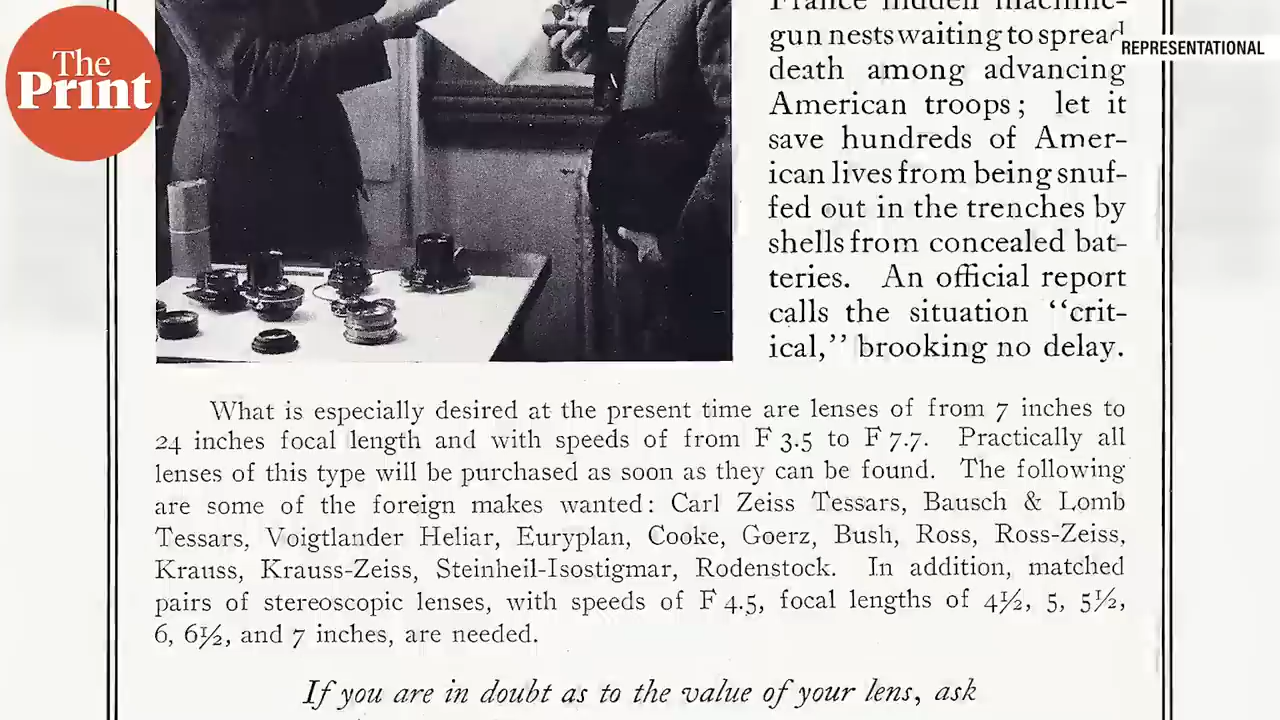 The
Print
REPRESENTATIONAL
France hidden machine-
gun nests waiting to spread
death among advancing
American troops; let it
save hundreds of Amer-
ican lives from being snuf-
fed out in the trenches by
shells from concealed bat-
teries. An official report
calls the situation “crit-
ical,” brooking no delay.
What is especially desired at the present time are lenses of from 7 inches to
24 inches focal length and with speeds of from F 3.5 to F 7.7. Practically all
lenses of this type will be purchased as soon as they can be found. The following
are some of the foreign makes wanted: Carl Zeiss Tessars, Bausch & Lomb
Tessars, Voigtlander Heliar, Euryplan, Cooke, Goerz, Bush, Ross, Ross-Zeiss,
Krauss, Krauss-Zeiss, Steinheil-Isostigmar, Rodenstock. In addition, matched
pairs of stereoscopic lenses, with speeds of F 4.5, focal lengths of 4½, 5, 5½,
6, 6½, and 7 inches, are needed.
If you are in doubt as to the value of your lens, ask